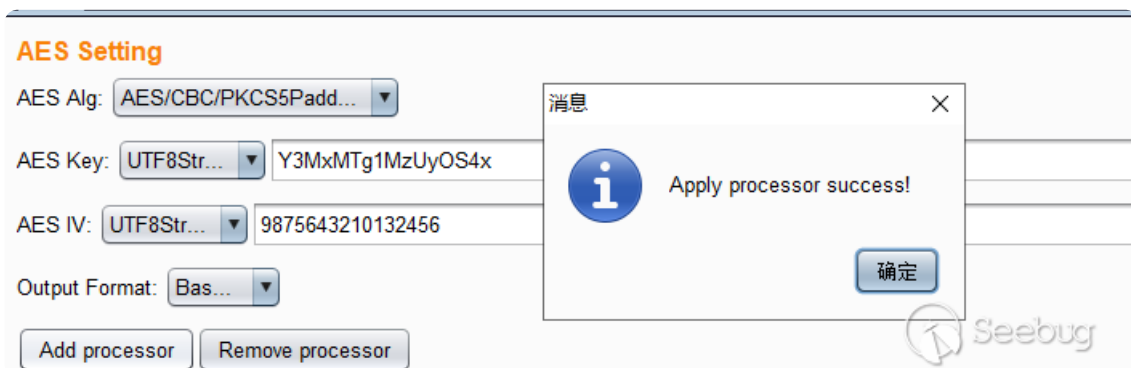 AES Setting
AES Alg: AES/CBC/PKCS5Padd...
消息
AES Key: UTF8Str... Y3MxMTg1MzUyOS4x
Apply processor success!
AES IV: UTF8Str... 9875643210132456
确定
Output Format: Bas...
Add processor Remove processor
Seebug